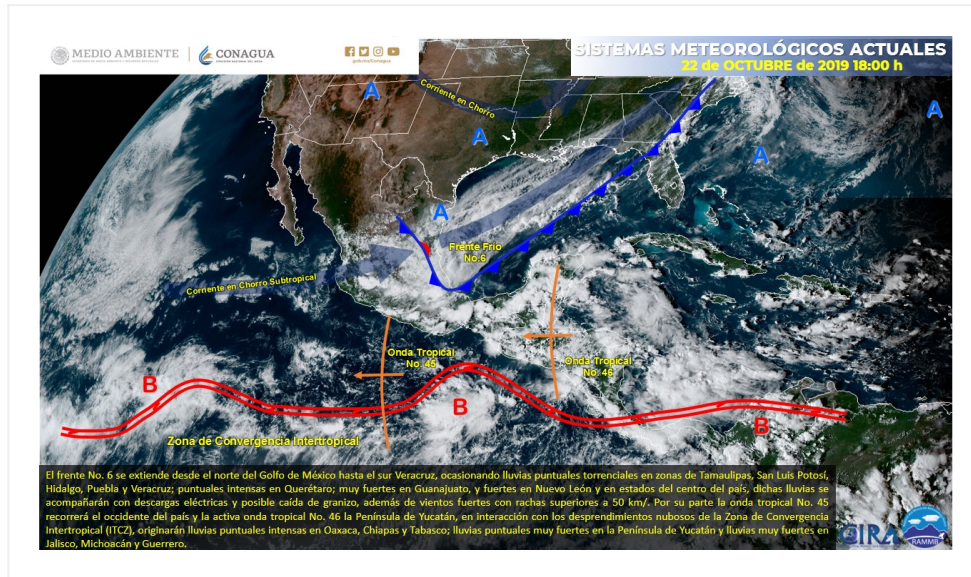 MEDIO AMBIENTE
CONAGUA
SISTEMAS METEOROLÓGICOS ACTUALES
22 de OCTUBRE de 2019 18:00 h
A
Corriente en Chorro
A
A
A
A
Frente Frío
No.6
Corriente en Chorro Subtropical
Onda Tropical
No. 45
Onda Tropical
No. 46
B
B
B
Zona de Convergencia Intertropical
El frente No. 6 se extiende desde el norte del Golfo de México hasta el sur Veracruz, ocasionando lluvias puntuales torrenciales en zonas de Tamaulipas, San Luis Potosí,
Hidalgo, Puebla y Veracruz; puntuales intensas en Querétaro; muy fuertes en Guanajuato, y fuertes en Nuevo León y en estados del centro del país, dichas lluvias se
acompañarán con descargas eléctricas y posible caída de granizo, además de vientos fuertes con rachas superiores a 50 km/. Por su parte la onda tropical No. 45
recorrerá el occidente del país y la activa onda tropical No. 46 la Península de Yucatán, en interacción con los desprendimientos nubosos de la Zona de Convergencia
Intertropical (ITCZ), originarán lluvias puntuales intensas en Oaxaca, Chiapas y Tabasco; lluvias puntuales muy fuertes en la Península de Yucatán y lluvias muy fuertes en
Jalisco, Michoacán y Guerrero.
CIRA
RAMMB